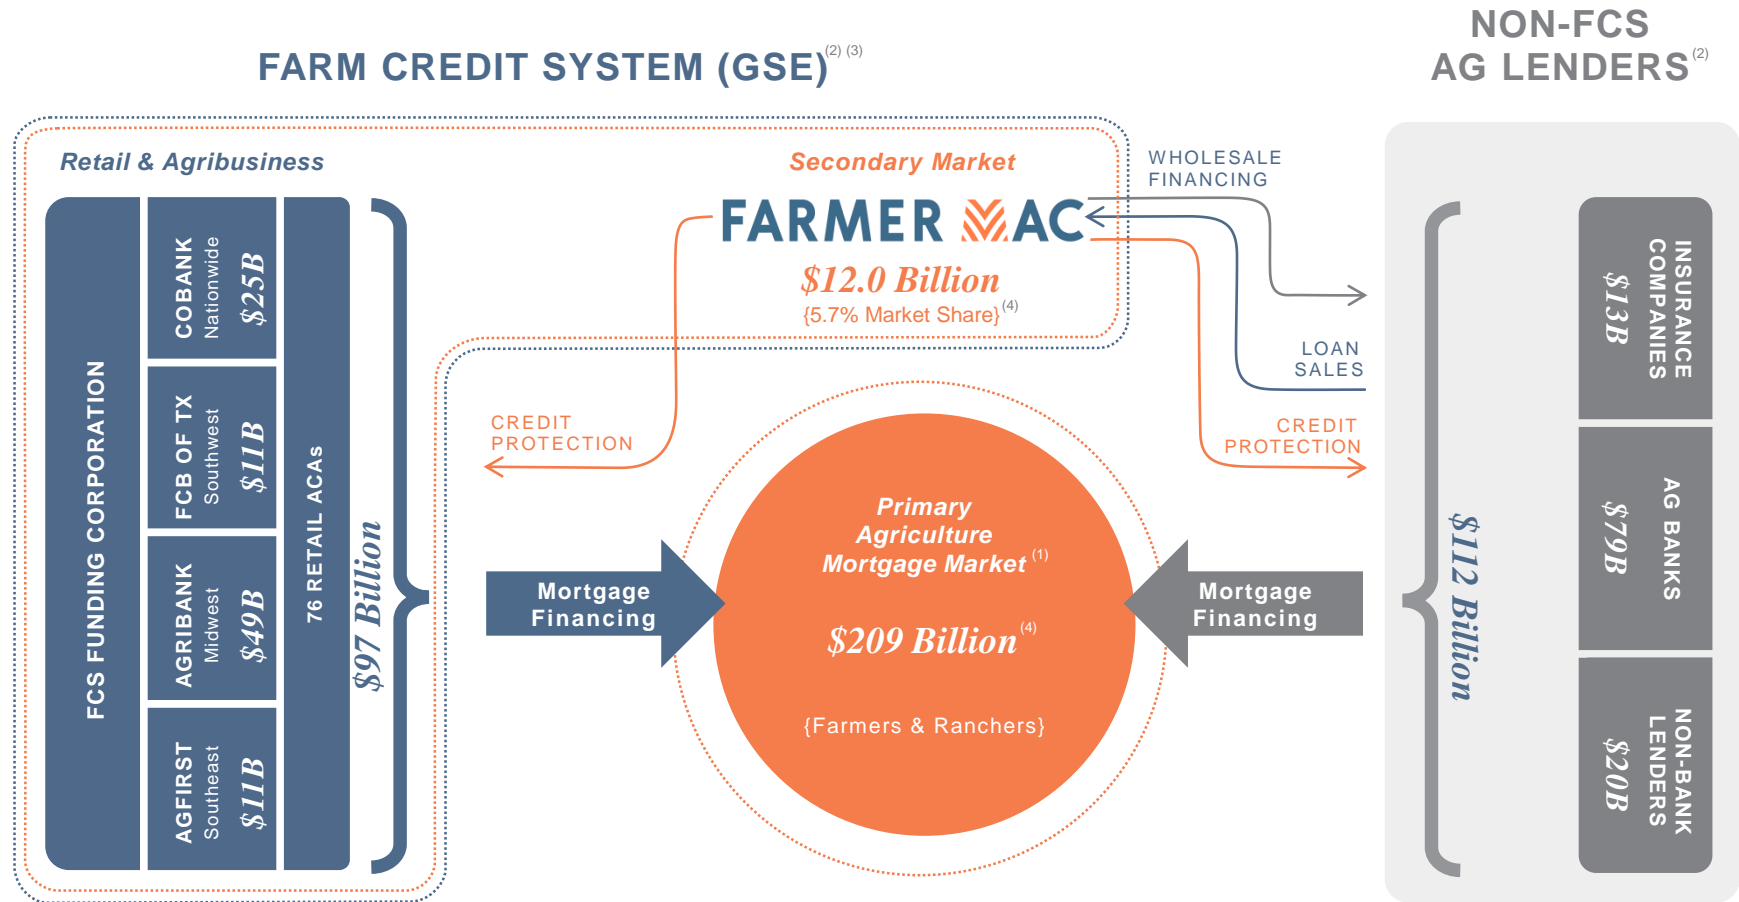 FARM CREDIT SYSTEM (GSE)(2) (3)
NON-FCS
AG LENDERS(2)
Retail & Agribusiness
FCS FUNDING CORPORATION
COBANK
Nationwide
$25B
FCB OF TX
Southwest
$11B
AGRIBANK
Midwest
$49B
AGFIRST
Southeast
$11B
76 RETAIL ACAs
$97 Billion
Secondary Market
FARMER MAC
$12.0 Billion
{5.7% Market Share}(4)
WHOLESALE
FINANCING
LOAN
SALES
CREDIT
PROTECTION
CREDIT
PROTECTION
Mortgage
Financing
Primary
Agriculture
Mortgage Market (1)
$209 Billion(4)
{Farmers & Ranchers}
Mortgage
Financing
$112 Billion
INSURANCE
COMPANIES
$13B
AG BANKS
$79B
NON-BANK
LENDERS
$20B